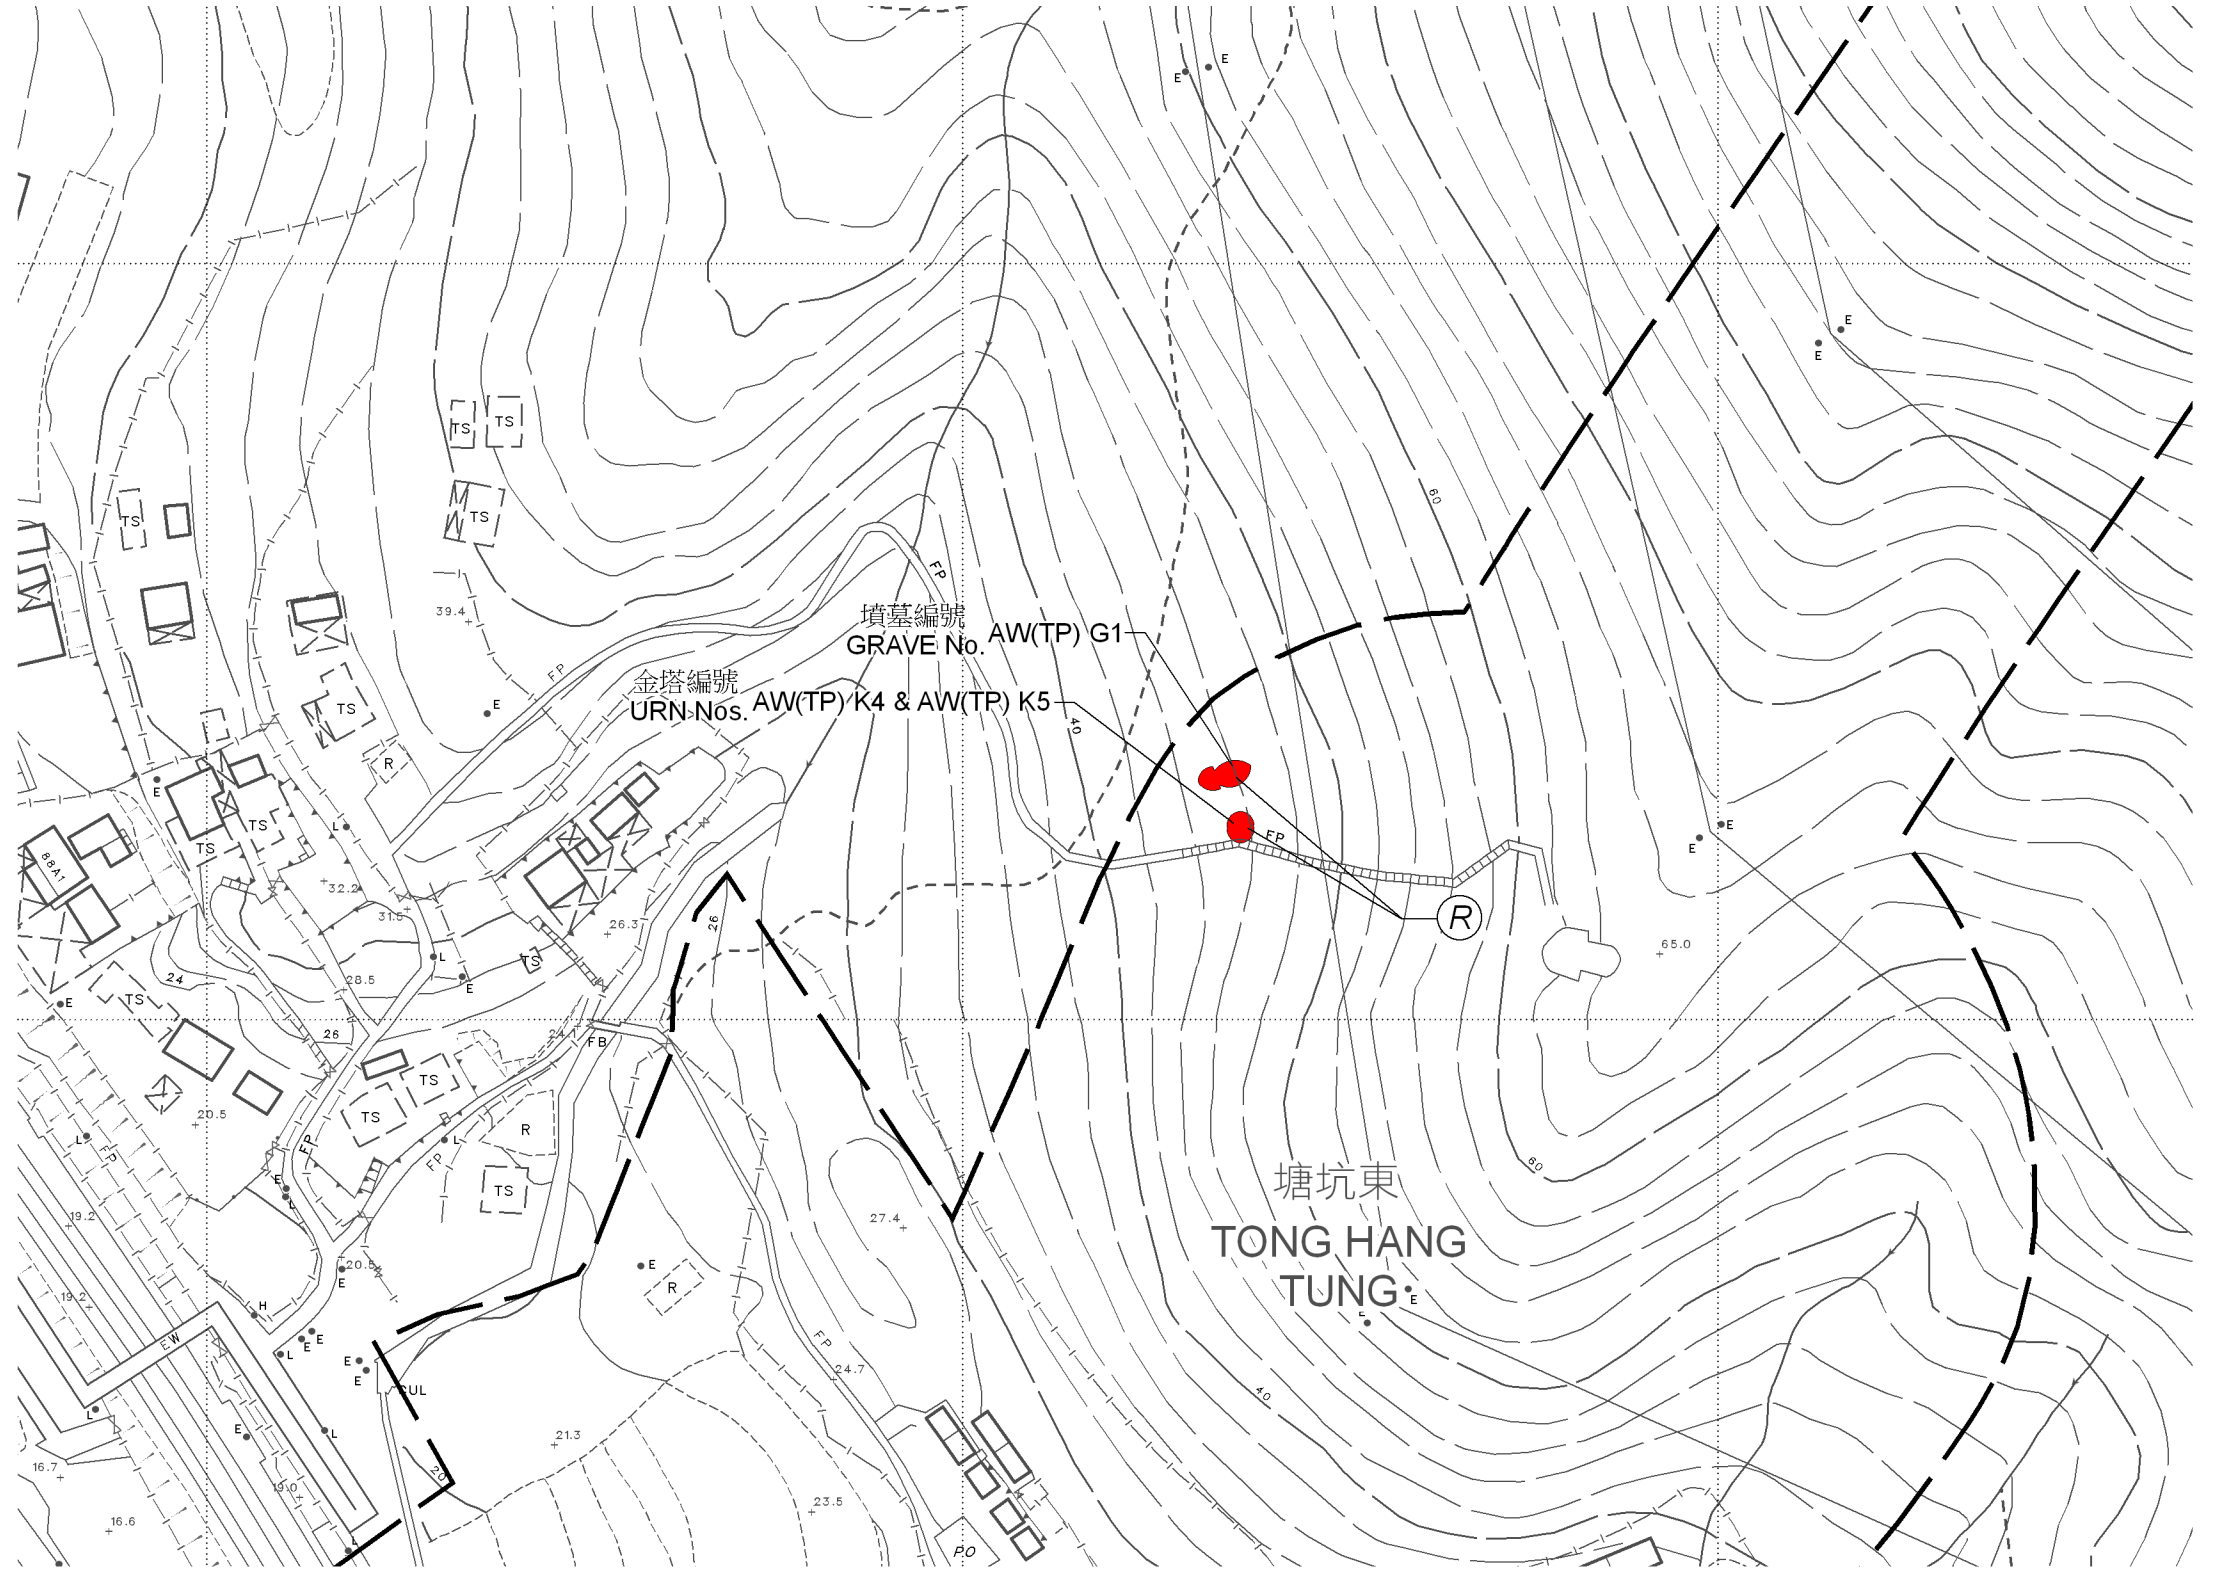 E
E
60
E
E
TS
TS
TS
TS
39.4
FP
墳墓編號
GRAVE No.
AW(TP) G1
金塔編號
URN Nos.
AW(TP) K4 & AW(TP) K5
FP
40
E
TS
R
E
TS
L
TS
88A1
FP
E
E
R
32.2
31.5
26
26.3
65.0
L
TS
E
28.5
24
TS
E
26
24.1
FB
TS
TS
20.5
R
L
FP
FP
L
E
L
TS
60
塘坑東
TONG HANG
TUNG
E
E
27.4
19.2
20.5
E
E
R
19.2
H
EW
E
E
L
E
E
CUL
FP
24.7
40
L
E
L
21.3
20
16.7
19.0
23.5
16.6
L
PO